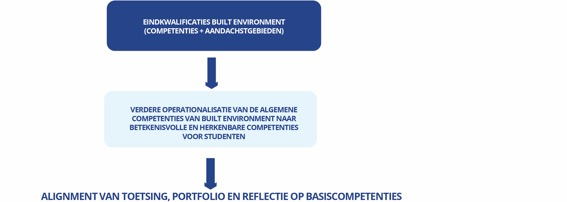 EINDKWALIFICATIES BUILT ENVIRONMENT
(COMPETENTIES + AANDACHSTGEBIEDEN)
VERDERE OPERATIONALISATIE VAN DE ALGEMENE
COMPETENTIES VAN BUILT ENVIRONMENT NAAR
BETEKENISVOLLE EN HERKENBARE COMPETENTIES
VOOR STUDENTEN
ALIGNMENT VAN TOETSING, PORTFOLIO EN REFLECTIE OP BASISCOMPETENTIES